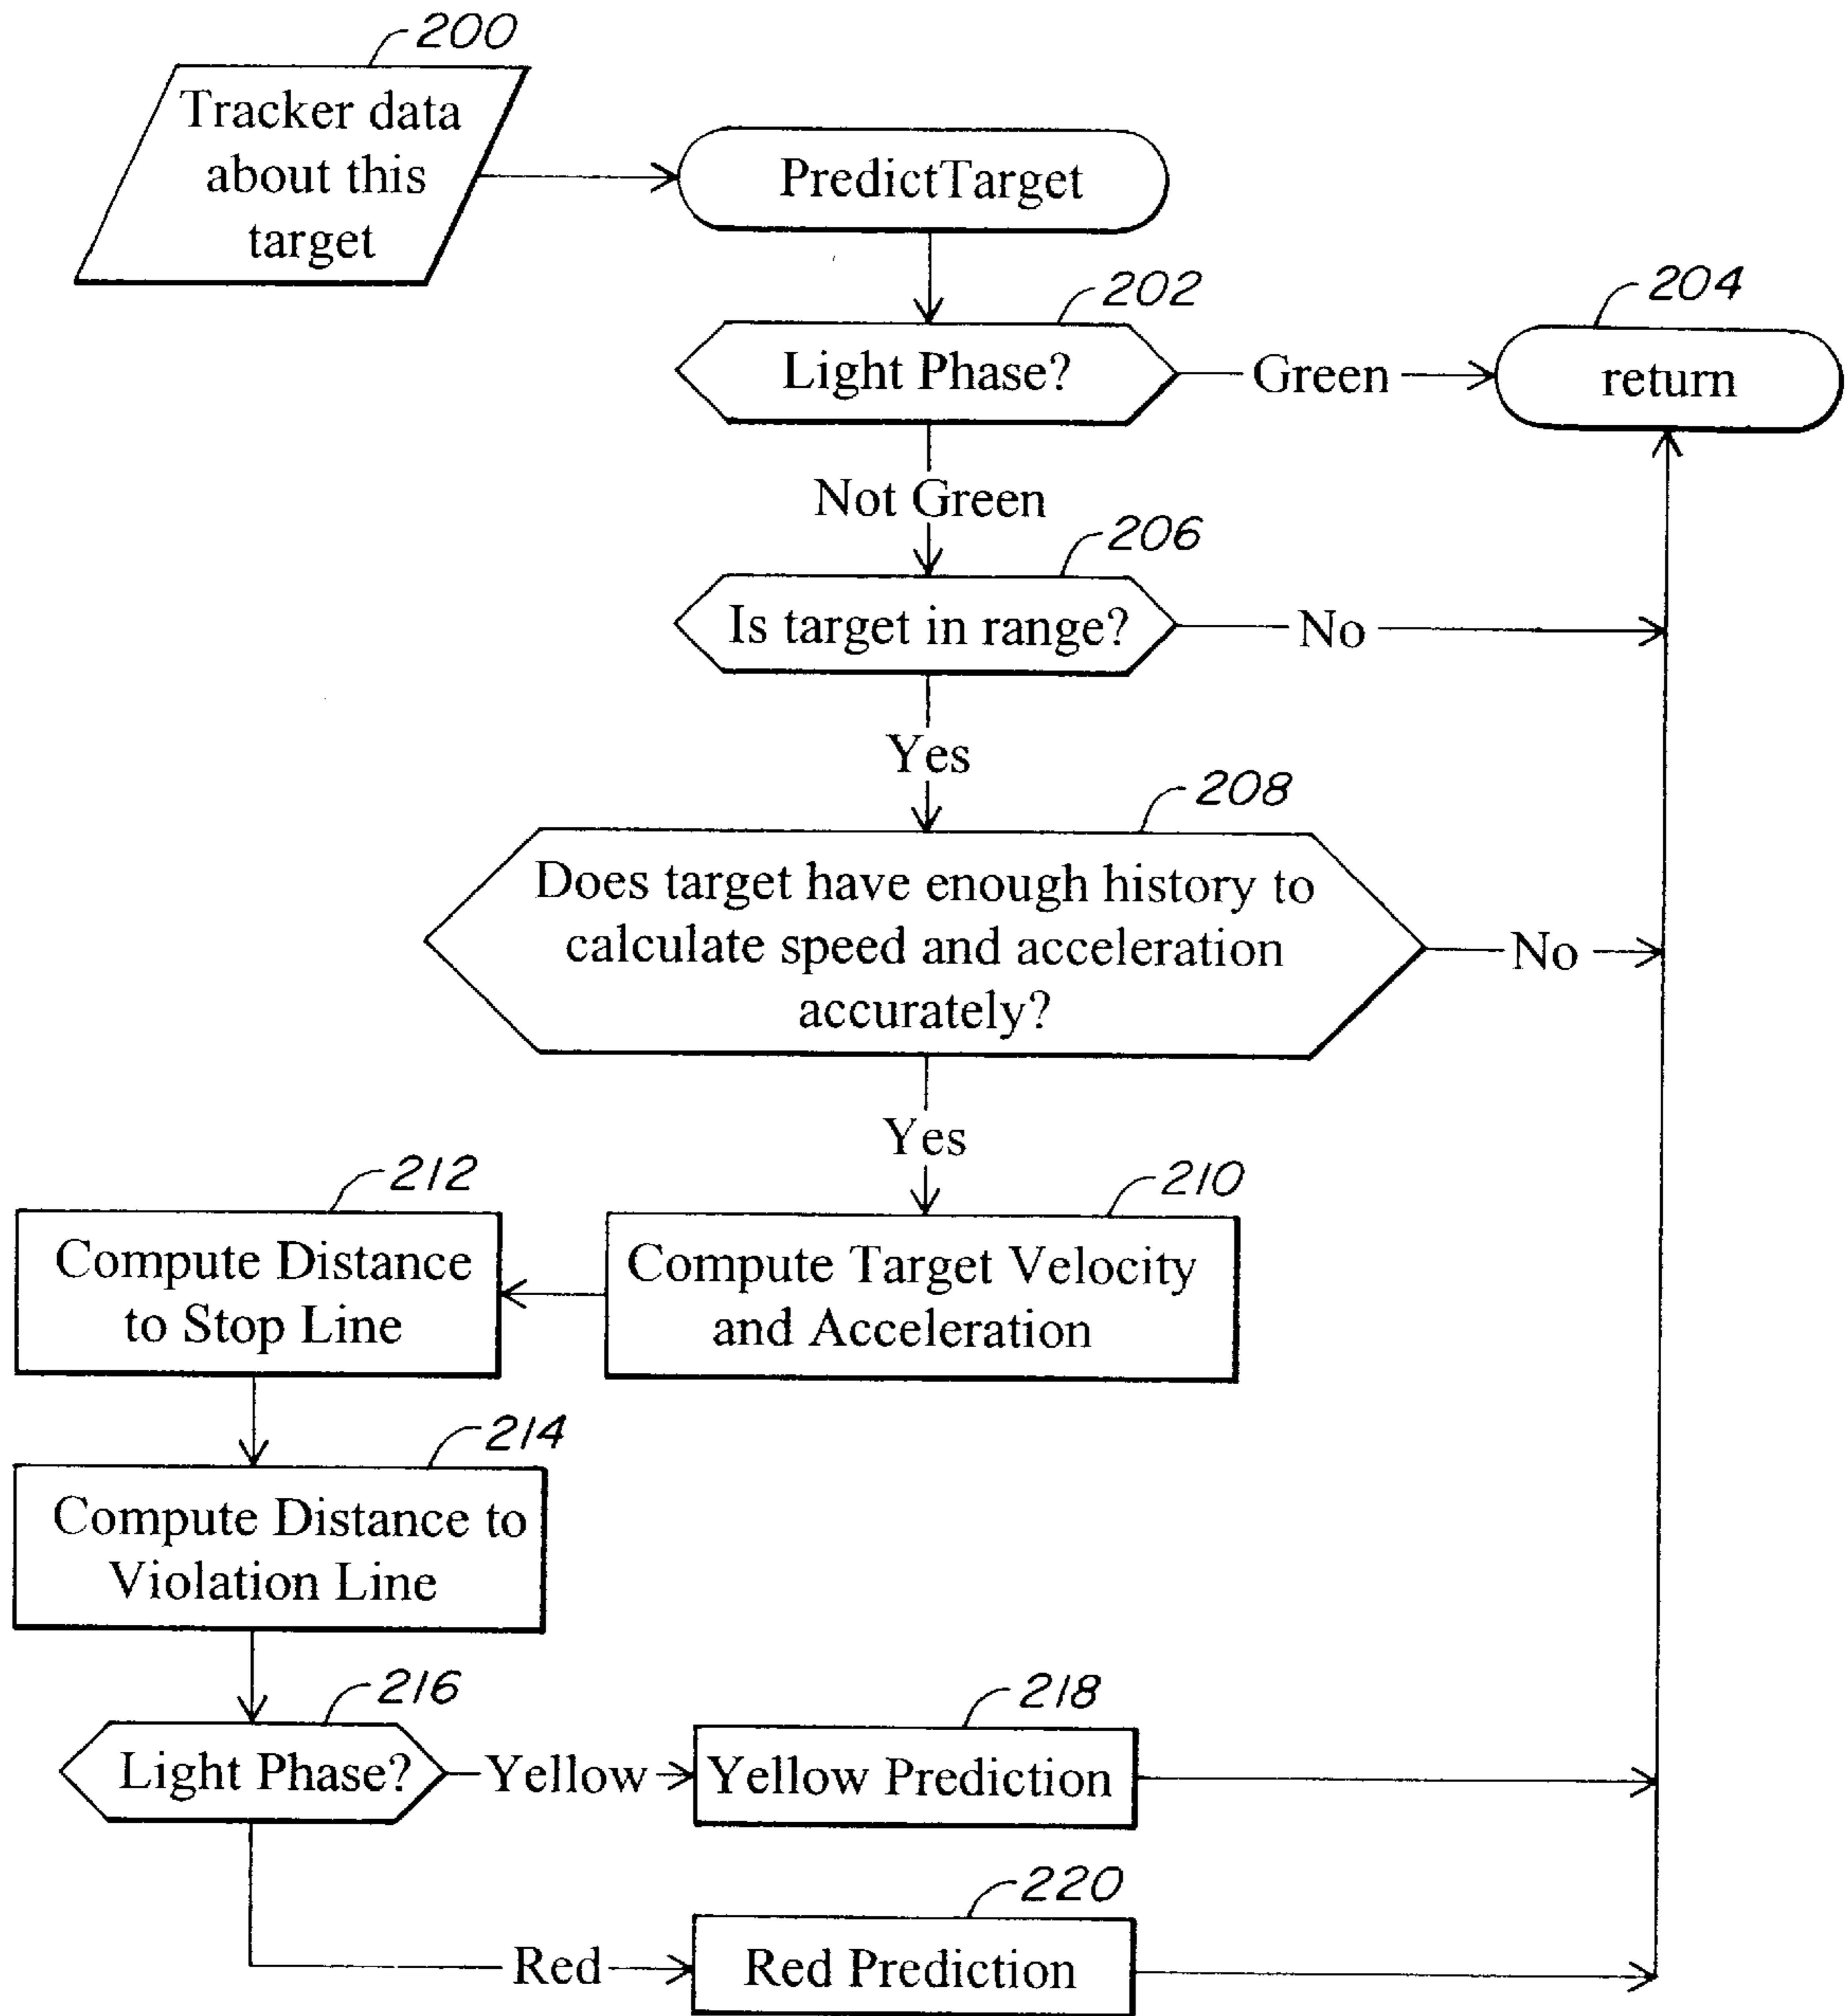 200
Tracker data
about this
target
PredictTarget
202
Light Phase?
Green
204
return
Not Green
206
Is target in range?
No
Yes
208
Does target have enough history to
calculate speed and acceleration
accurately?
No
Yes
210
Compute Target Velocity
and Acceleration
212
Compute Distance
to Stop Line
214
Compute Distance to
Violation Line
216
Light Phase?
Yellow
218
Yellow Prediction
Red
220
Red Prediction